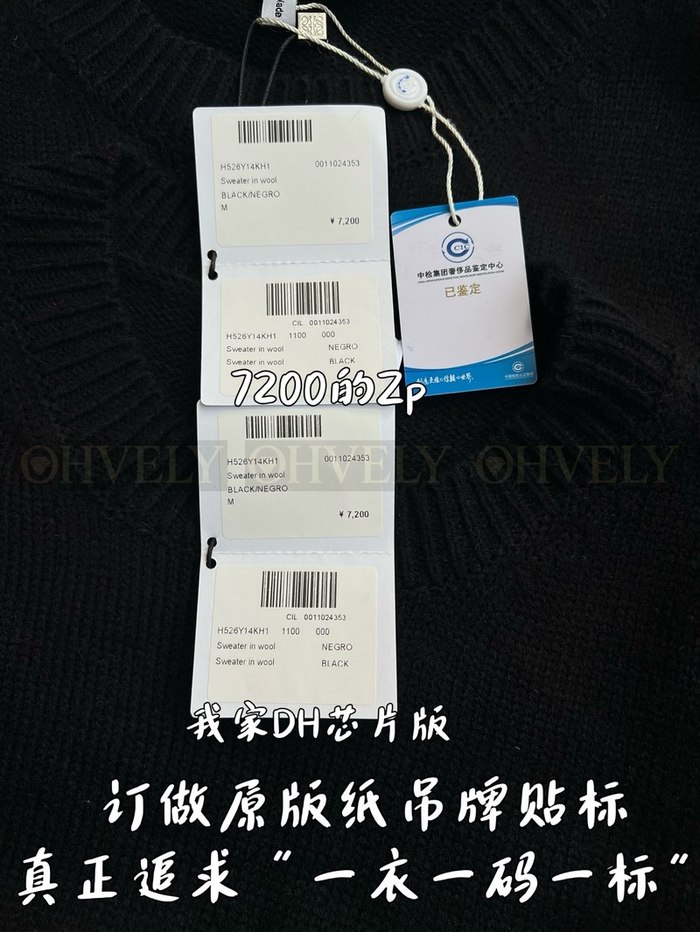 H526Y14KH1 0011024353
Sweater in wool
BLACK/NEGRO
M
¥ 7,200
CIL 0011024353
H526Y14KH1 1100 000
Sweater in wool NEGRO
Sweater in wool BLACK
CTC
中检集团奢侈品鉴定中心
已鉴定
7200的Zp
H526Y14KH1 0011024353
Sweater in wool
BLACK/NEGRO
M
¥ 7,200
OHVELY OHVELY OHVELY
CIL 0011024353
H526Y14KH1 1100 000
Sweater in wool NEGRO
Sweater in wool BLACK
我家DH芯片版
订做原版纸吊牌贴标
真正追求“一衣一码一标”